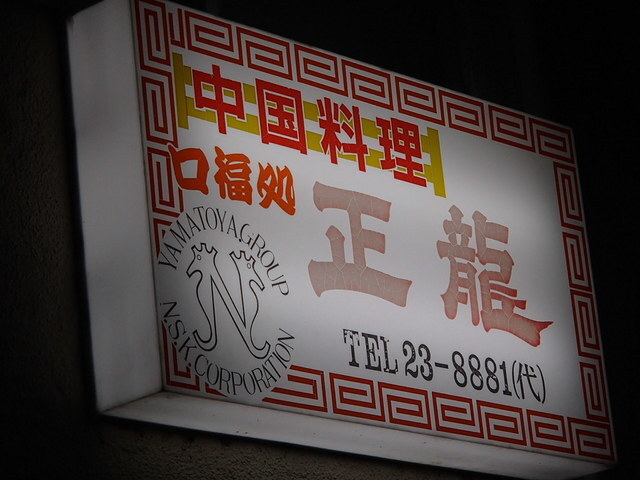 中国料理
口福処
正龍
YAMATOYA GROUP
N
N.S.K. CORPORATION
TEL 23-8881(代)